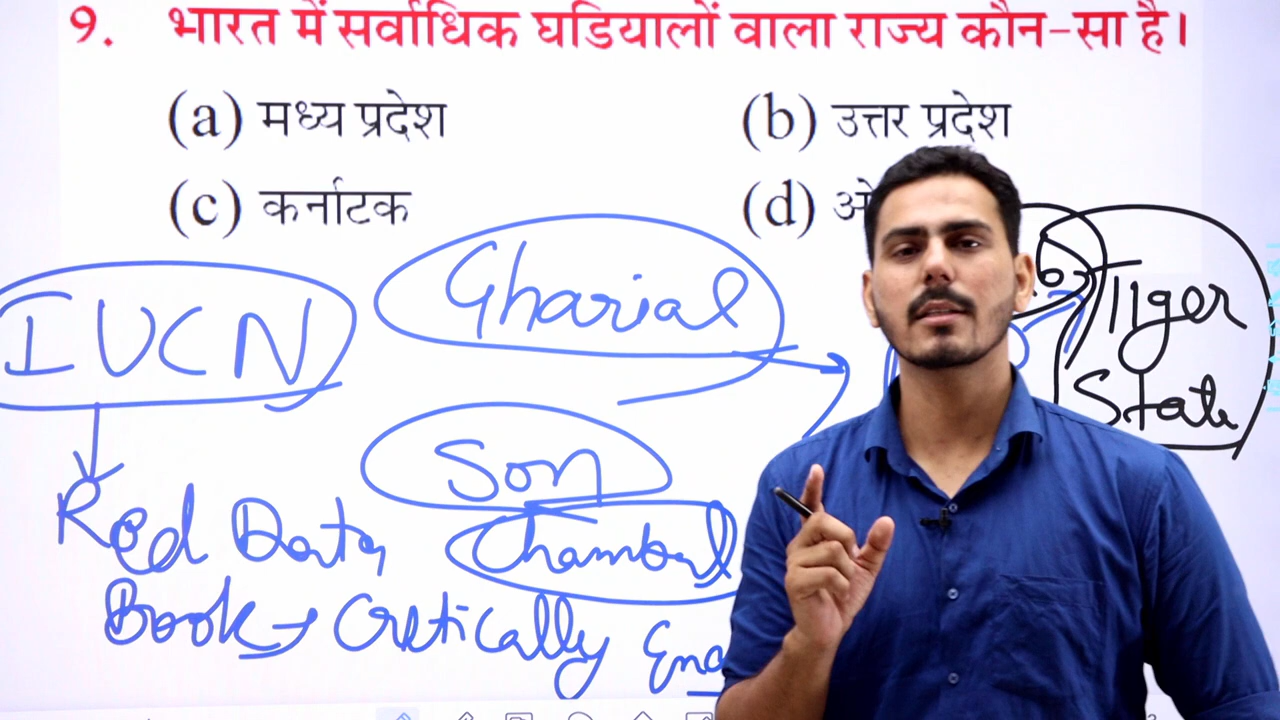 9. भारत में सर्वाधिक घडियालों वाला राज्य कौन-सा है।
(a) मध्य प्रदेश (b) उत्तर प्रदेश
(c) कर्नाटक (d)
Gharial
IUCN
Tiger
State
Son
Red Data
Chambal
Book → Critically